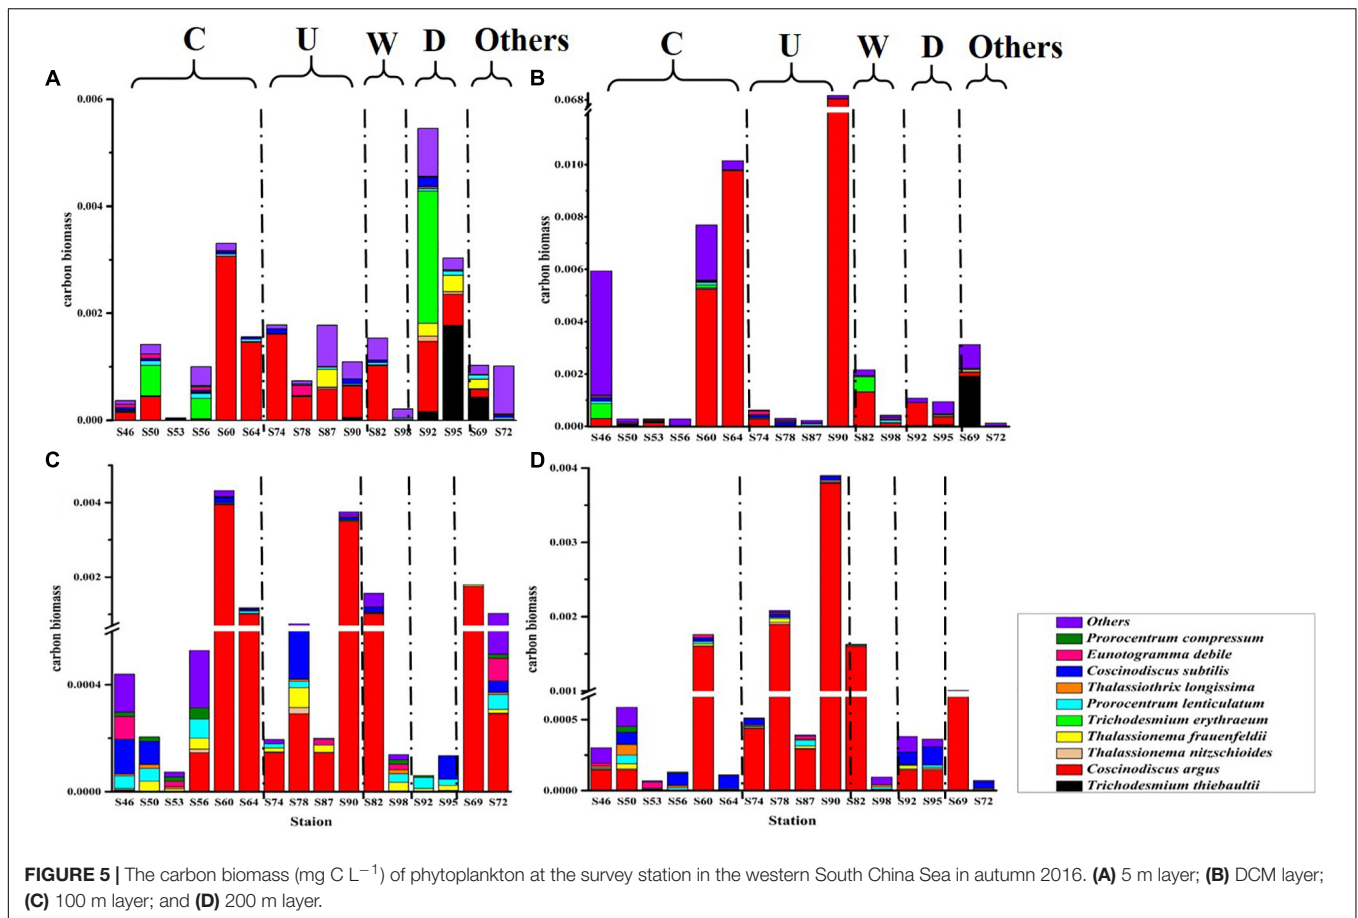 C U W D Others
C U W D Others
A
0.006
0.004
0.002
0.000
carbon biomass
S46 S50 S53 S56 S60 S64 S74 S78 S87 S90 S82 S98 S92 S95 S69 S72
B
0.068
0.010
0.008
0.006
0.004
0.002
0.000
carbon biomass
S46 S50 S53 S56 S60 S64 S74 S78 S87 S90 S82 S98 S92 S95 S69 S72
C
0.004
0.002
0.0004
0.0000
carbon biomass
S46 S50 S53 S56 S60 S64 S74 S78 S87 S90 S82 S98 S92 S95 S69 S72
Staion
D
0.004
0.002
0.001
0.0005
0.0000
carbon biomass
S46 S50 S53 S56 S60 S64 S74 S78 S87 S90 S82 S98 S92 S95 S69 S72
Station
Others
Prorocentrum compressum
Eunotogramma debile
Coscinodiscus subtilis
Thalassiothrix longissima
Prorocentrum lenticulatum
Trichodesmium erythraeum
Thalassionema frauenfeldii
Thalassionema nitzschioides
Coscinodiscus argus
Trichodesmium thiebaultii
FIGURE 5 | The carbon biomass (mg C L−1) of phytoplankton at the survey station in the western South China Sea in autumn 2016. (A) 5 m layer; (B) DCM layer;
(C) 100 m layer; and (D) 200 m layer.